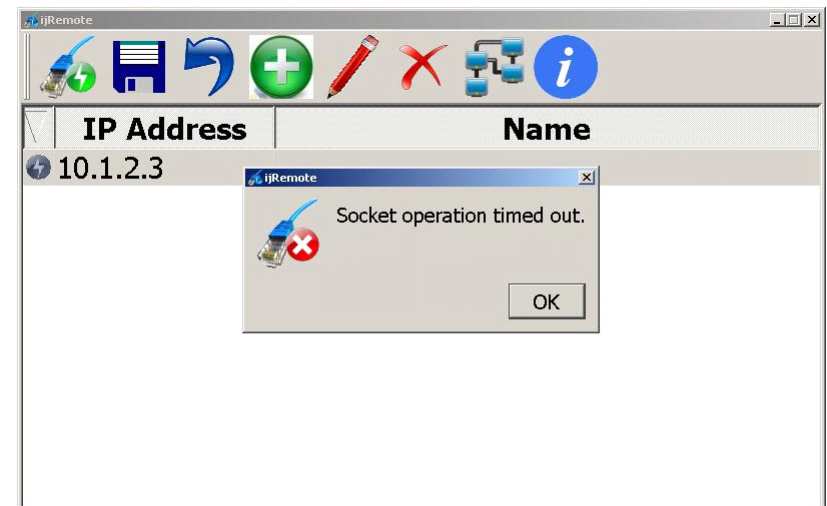 ijRemote
i
IP Address Name
10.1.2.3
ijRemote
Socket operation timed out.
OK